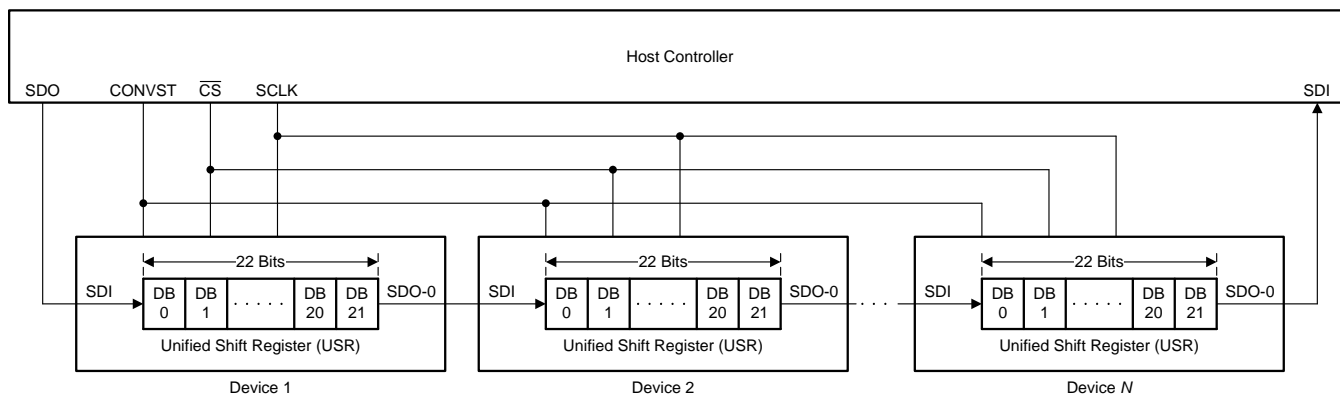 Host Controller
SDO CONVST CS SCLK SDI
22 Bits 22 Bits 22 Bits
SDI DB 0 DB 1 . . . . . DB 20 DB 21 SDO-0 SDI DB 0 DB 1 . . . . . DB 20 DB 21 SDO-0 . . . . SDI DB 0 DB 1 . . . . . DB 20 DB 21 SDO-0
Unified Shift Register (USR) Unified Shift Register (USR) Unified Shift Register (USR)
Device 1 Device 2 Device N